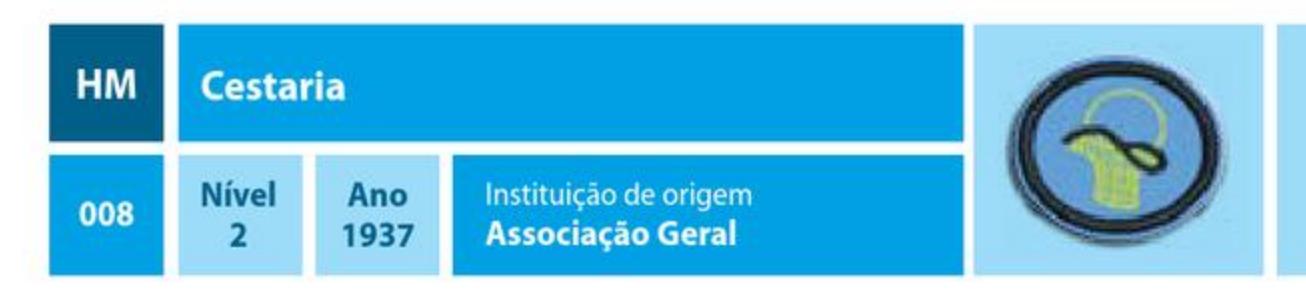 HM
Cestaria
008
Nível
2
Ano
1937
Instituição de origem
Associação Geral